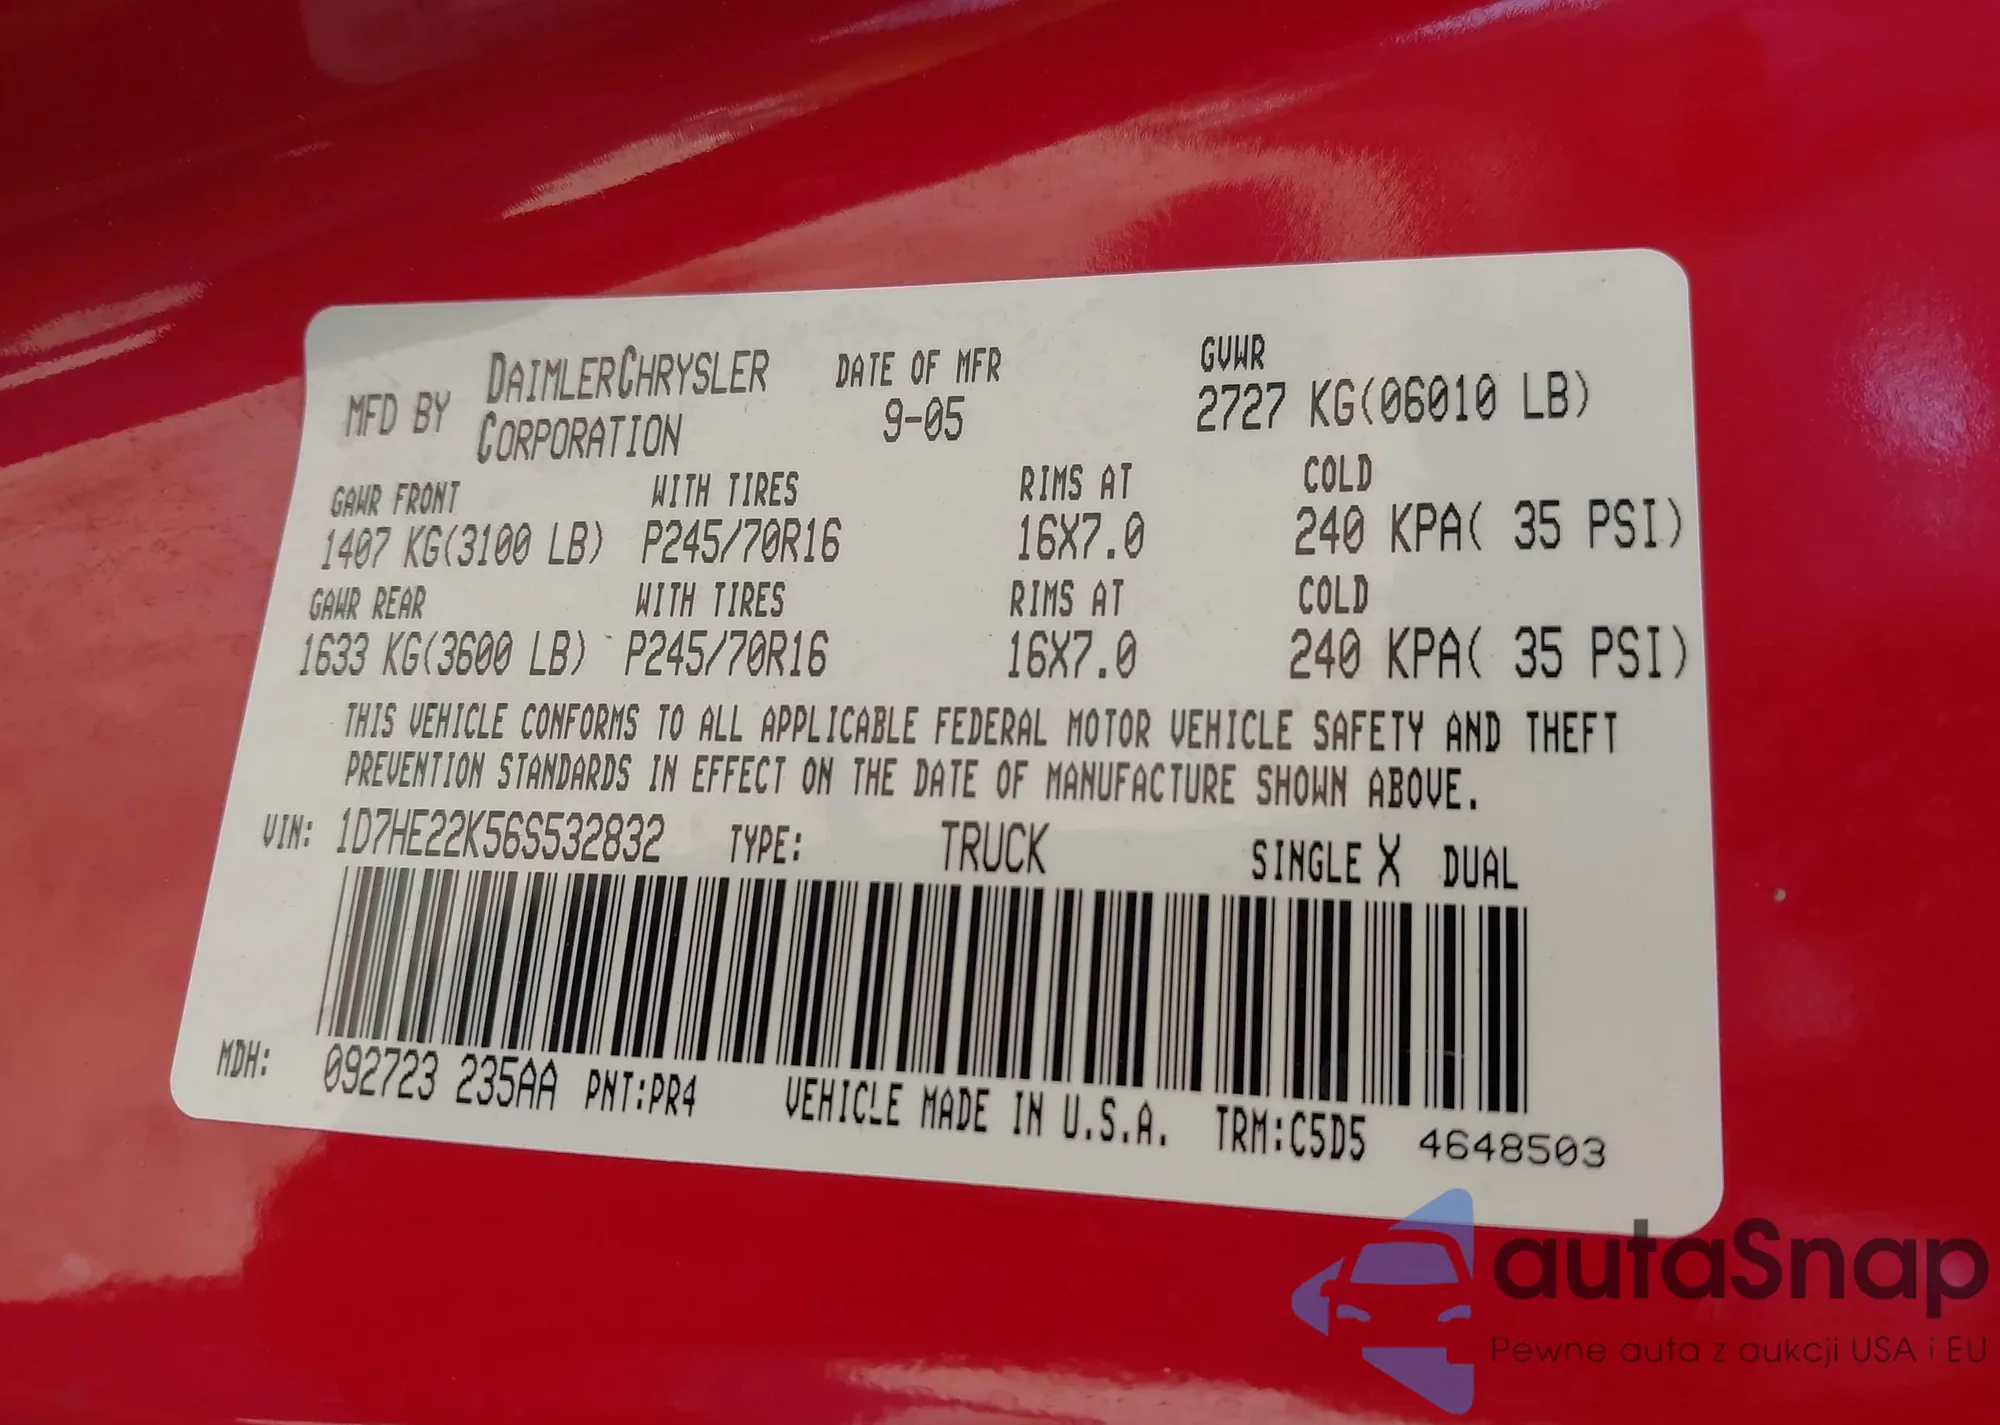 MFD BY DAIMLERCHRYSLER CORPORATION DATE OF MFR 9-05 GVWR 2727 KG(06010 LB)
GAWR FRONT WITH TIRES RIMS AT COLD
1407 KG(3100 LB) P245/70R16 16X7.0 240 KPA( 35 PSI)
GAWR REAR WITH TIRES RIMS AT COLD
1633 KG(3600 LB) P245/70R16 16X7.0 240 KPA( 35 PSI)
THIS VEHICLE CONFORMS TO ALL APPLICABLE FEDERAL MOTOR VEHICLE SAFETY AND THEFT
PREVENTION STANDARDS IN EFFECT ON THE DATE OF MANUFACTURE SHOWN ABOVE.
VIN: 1D7HE22K56S532832 TYPE: TRUCK SINGLE X DUAL
MDH: 092723 235AA PNT:PR4 VEHICLE MADE IN U.S.A. TRM:C5D5 4648503
autaSnap
Pewne auta z aukcji USA i EU